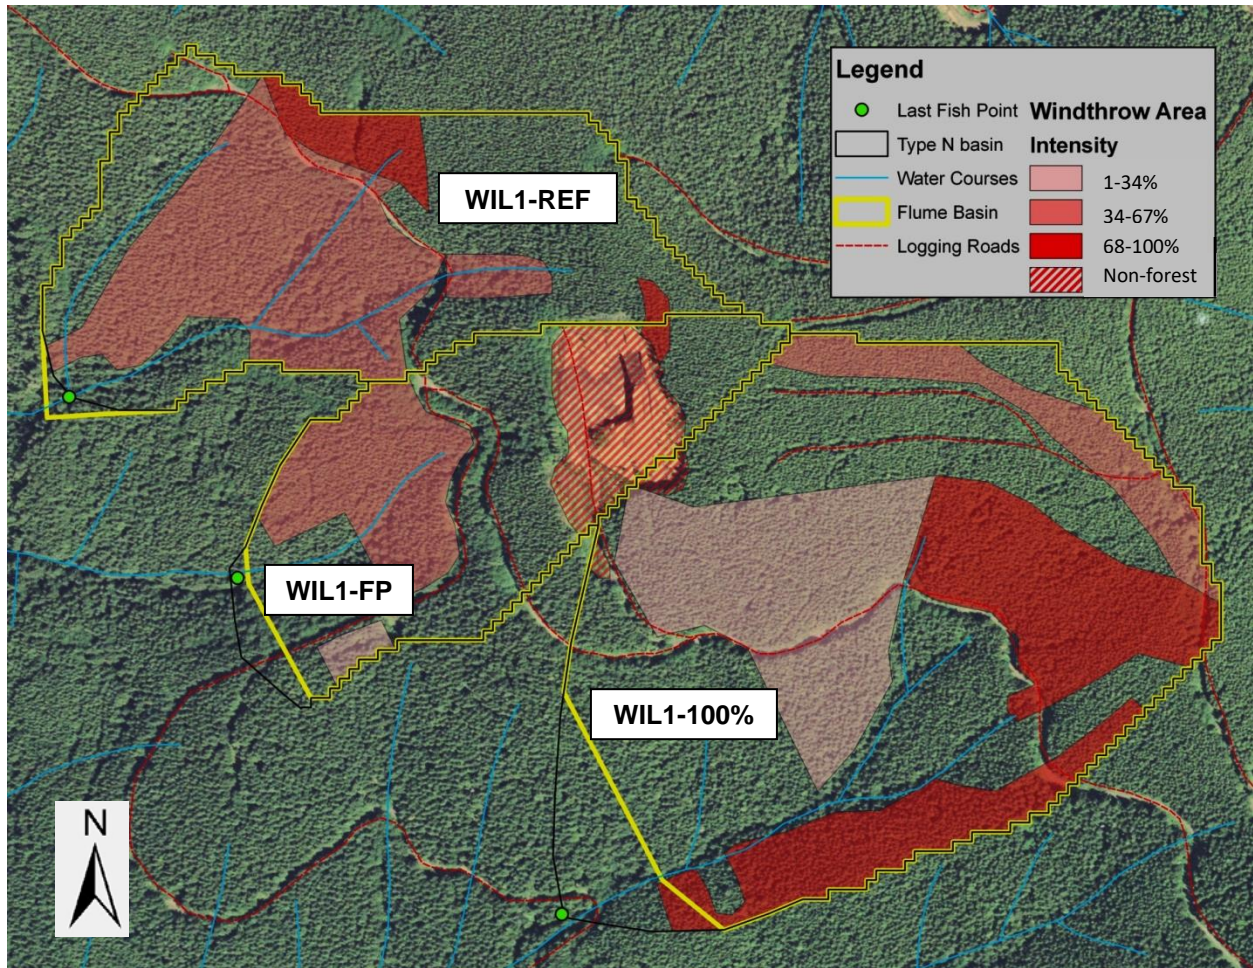 Legend
Last Fish Point
Type N basin
Water Courses
Flume Basin
Logging Roads
Windthrow Area
Intensity
1-34%
34-67%
68-100%
Non-forest
WIL1-REF
WIL1-FP
WIL1-100%
N